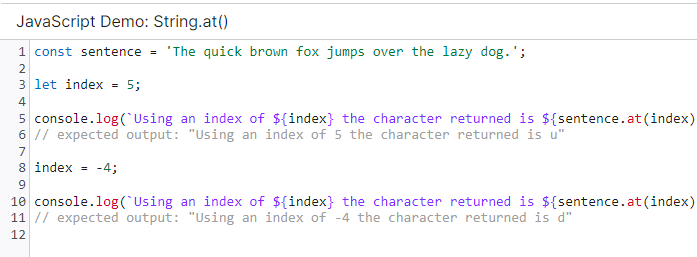 JavaScript Demo: String.at()
1 const sentence = 'The quick brown fox jumps over the lazy dog.';
2
3 let index = 5;
4
5 console.log(`Using an index of ${index} the character returned is ${sentence.at(index)
6 // expected output: "Using an index of 5 the character returned is u"
7
8 index = -4;
9
10 console.log(`Using an index of ${index} the character returned is ${sentence.at(index)
11 // expected output: "Using an index of -4 the character returned is d"
12